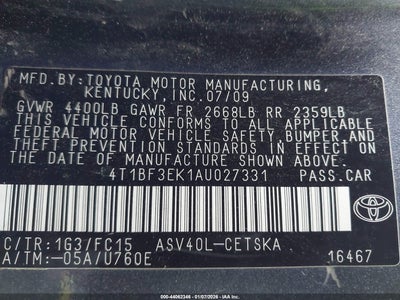 MFD.BY:TOYOTA MOTOR MANUFACTURING,
KENTUCKY, INC.07/09
GVWR 4400LB GAWR FR 2668LB RR 2359LB
THIS VEHICLE CONFORMS TO ALL APPLICABLE
FEDERAL MOTOR VEHICLE SAFETY,BUMPER AND
THEFT PREVENTION STANDARDS IN EFFECT ON
THE DATE OF MANUFACTURE SHOWN ABOVE.
4T1BF3EK1AU027331 PASS.CAR
C/TR:1G3/FC15 ASV40L-CETSKA
A/TM:-05A/U760E
TOYOTA
16467
000-44062346 - 01/07/2026 - IAA